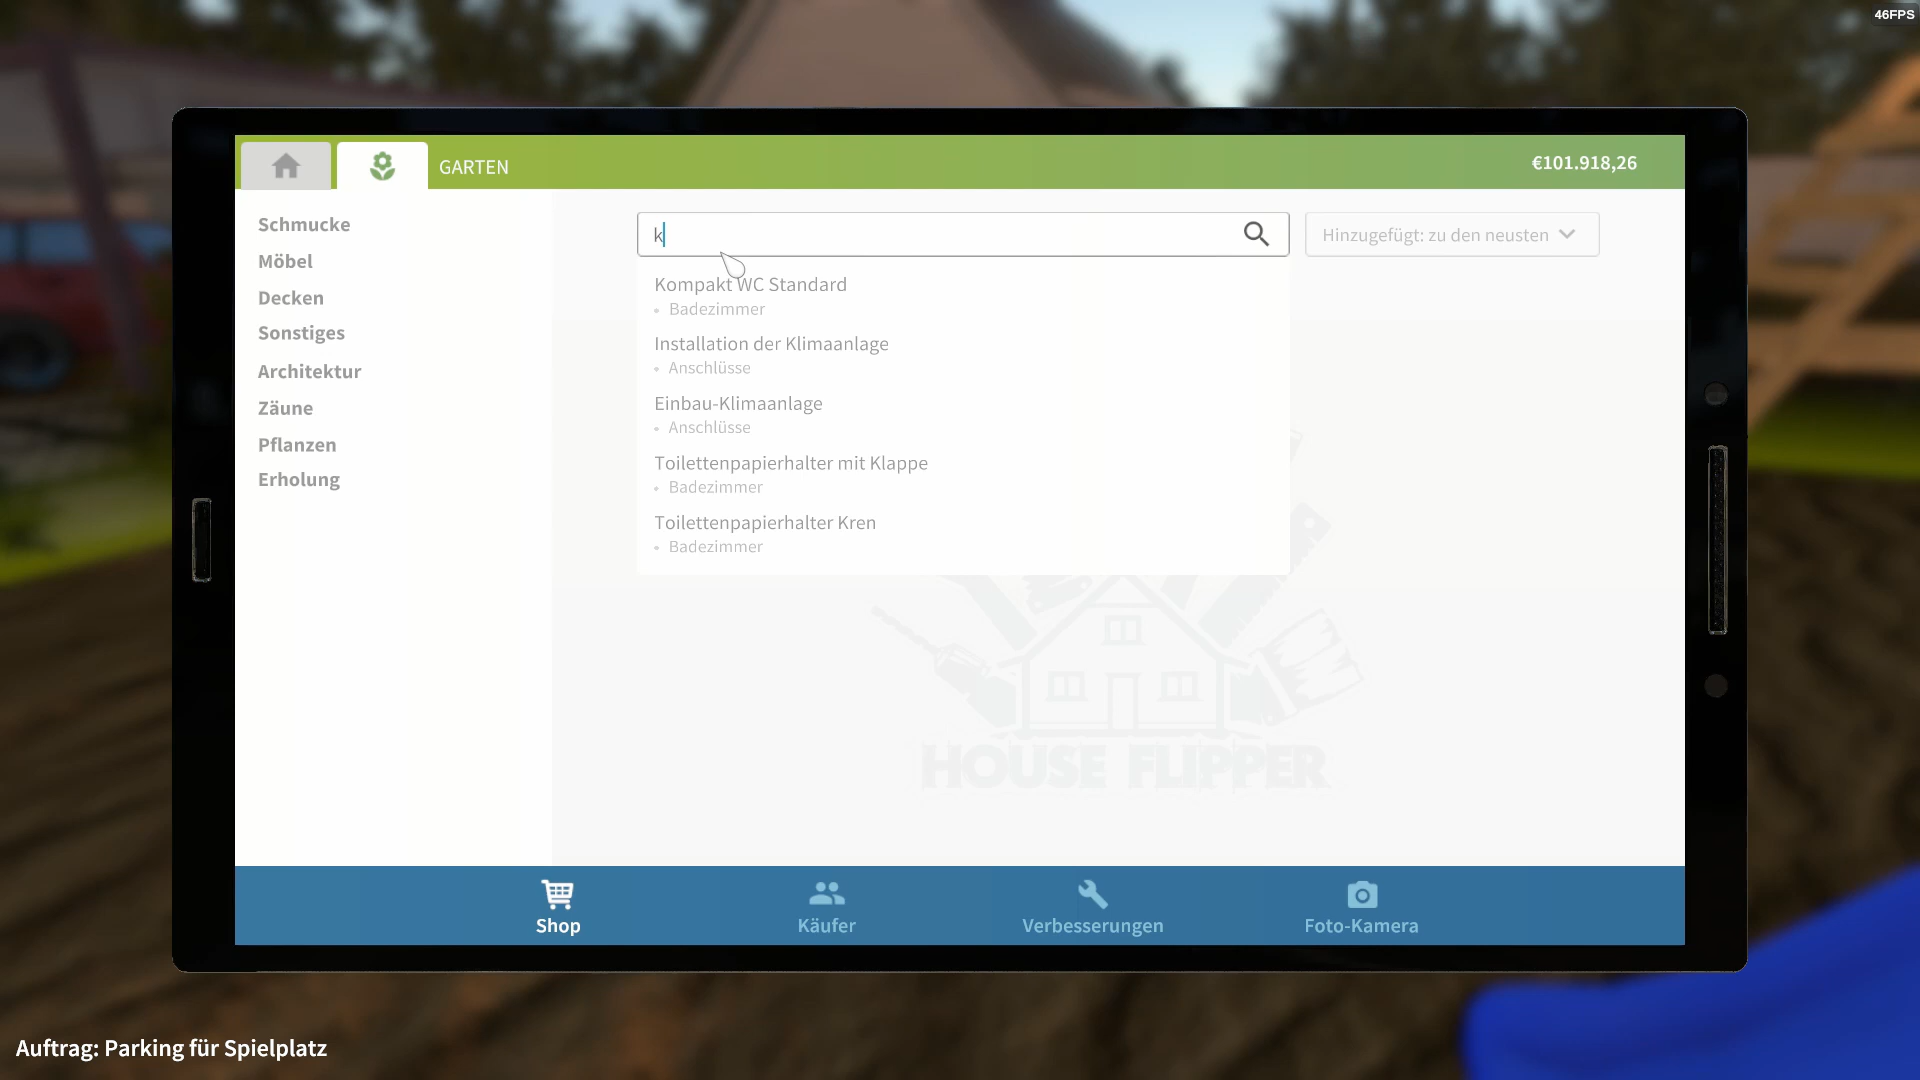 46FPS
GARTEN
€101.918,26
Schmucke
Möbel
Decken
Sonstiges
Architektur
Zäune
Pflanzen
Erholung
k
Hinzugefügt: zu den neusten
Kompakt WC Standard
• Badezimmer
Installation der Klimaanlage
• Anschlüsse
Einbau-Klimaanlage
• Anschlüsse
Toilettenpapierhalter mit Klappe
• Badezimmer
Toilettenpapierhalter Kren
• Badezimmer
HOUSE FLIPPER
Shop
Käufer
Verbesserungen
Foto-Kamera
Auftrag: Parking für Spielplatz